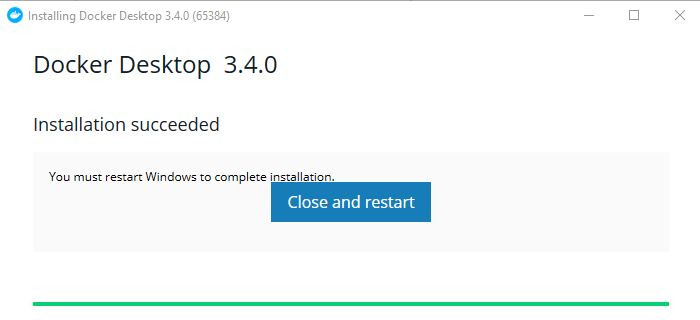 Installing Docker Desktop 3.4.0 (65384)
Docker Desktop 3.4.0
Installation succeeded
You must restart Windows to complete installation.
Close and restart